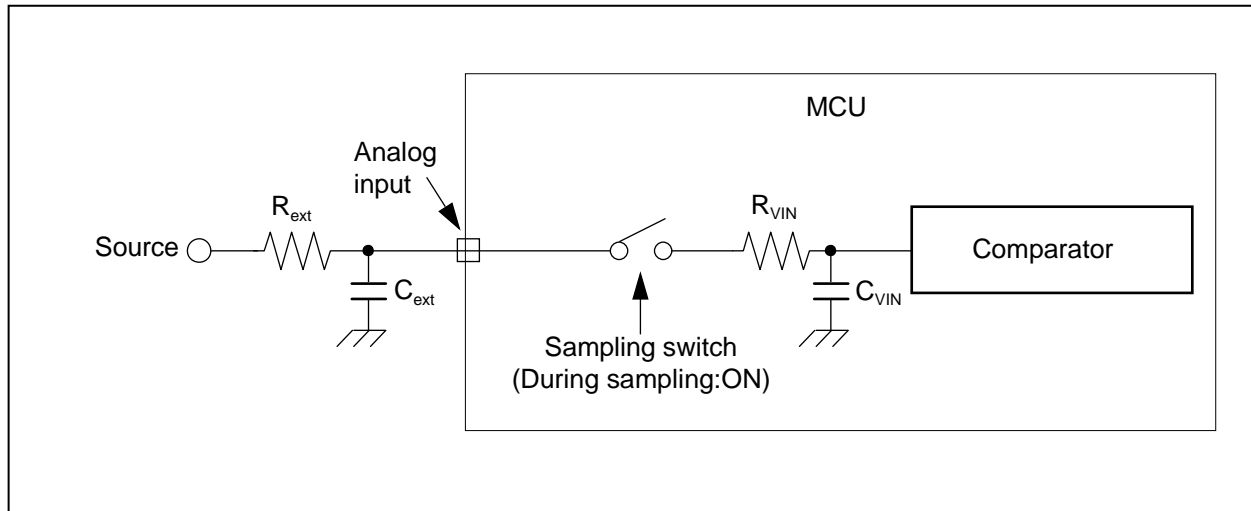 MCU
Analog
input
R_ext
R_VIN
Source
Comparator
C_ext
C_VIN
Sampling switch
(During sampling:ON)